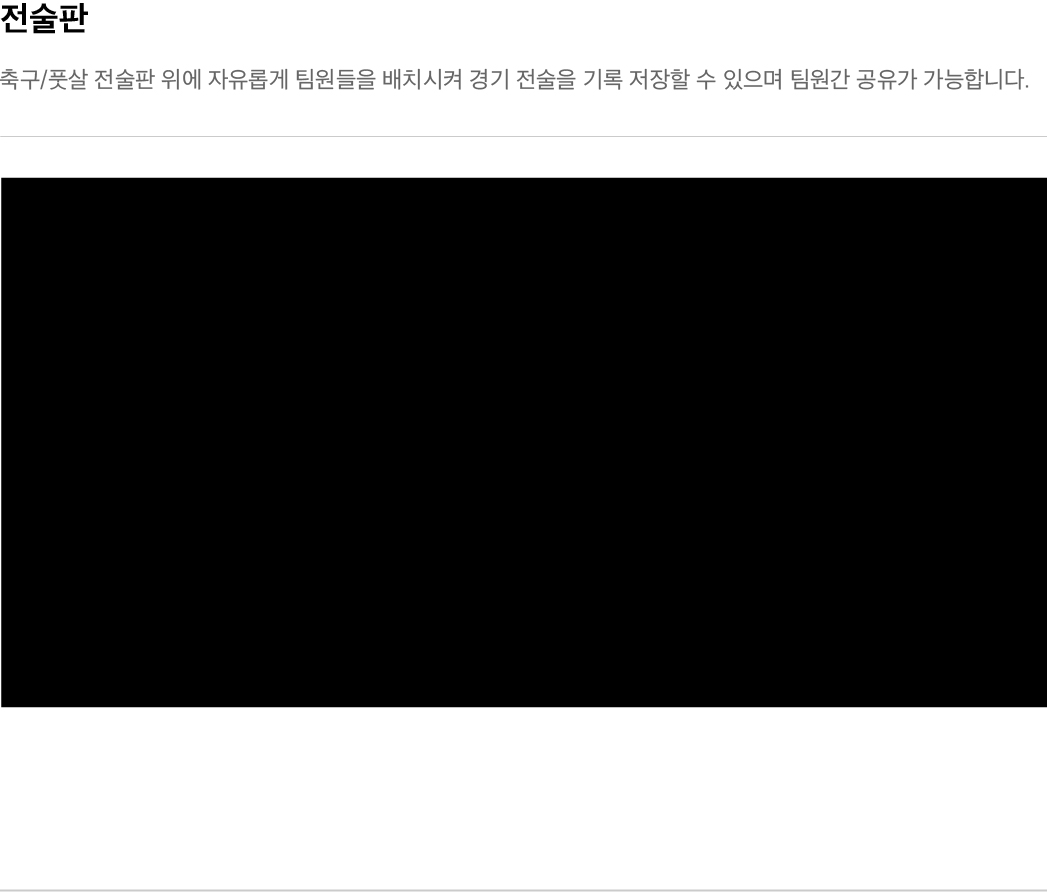 전술판
축구/풋살 전술판 위에 자유롭게 팀원들을 배치시켜 경기 전술을 기록 저장할 수 있으며 팀원간 공유가 가능합니다.